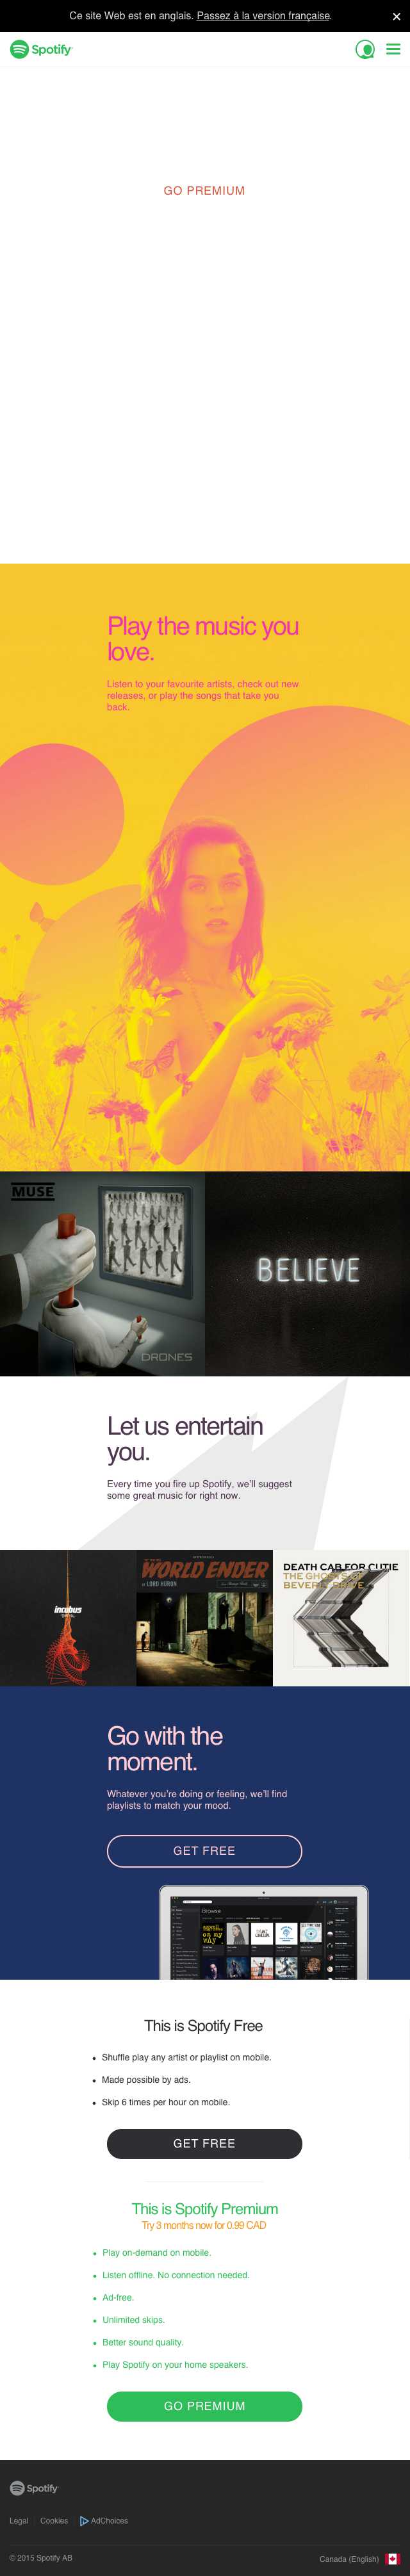 Ce site Web est en anglais. Passez à la version française.
Spotify
GO PREMIUM
Play the music you
love.
Listen to your favourite artists, check out new
releases, or play the songs that take you
back.
MUSE
BELIEVE
DRONES
Let us entertain
you.
Every time you fire up Spotify, we'll suggest
some great music for right now.
WORLD ENDER
BY LORD HURON
DEATH CAB FOR CUTIE
incubus
Go with the
moment.
Whatever you're doing or feeling, we'll find
playlists to match your mood.
GET FREE
Browse
This is Spotify Free
Shuffle play any artist or playlist on mobile.
Made possible by ads.
Skip 6 times per hour on mobile.
GET FREE
This is Spotify Premium
Try 3 months now for 0.99 CAD
Play on-demand on mobile.
Listen offline. No connection needed.
Ad-free.
Unlimited skips.
Better sound quality.
Play Spotify on your home speakers.
GO PREMIUM
Spotify
Legal Cookies AdChoices
© 2015 Spotify AB
Canada (English)